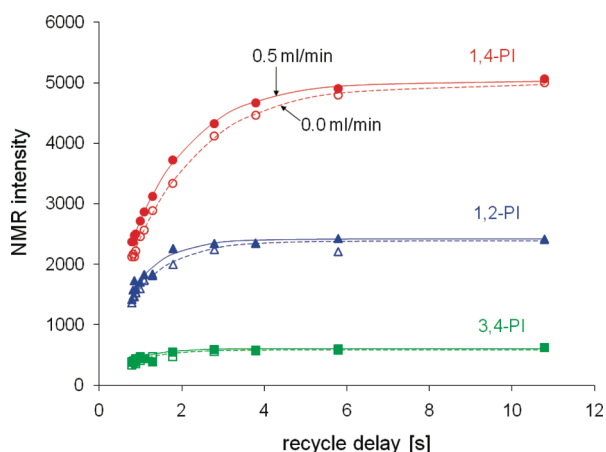 6000
1,4-PI
0.5 ml/min
5000
0.0 ml/min
4000
NMR intensity
3000
1,2-PI
2000
1000
3,4-PI
0
0 2 4 6 8 10 12
recycle delay [s]